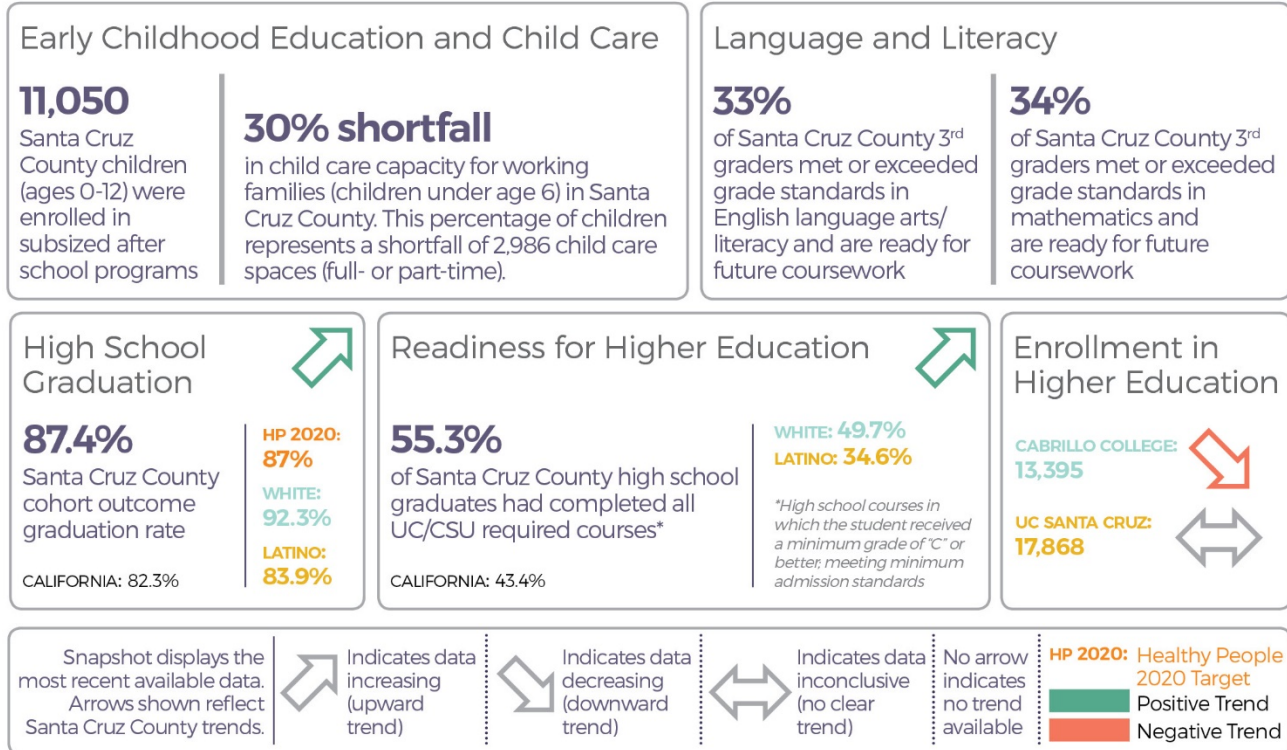 Early Childhood Education and Child Care
11,050
Santa Cruz
County children
(ages 0-12) were
enrolled in
subsized after
school programs
30% shortfall
in child care capacity for working
families (children under age 6) in Santa
Cruz County. This percentage of children
represents a shortfall of 2,986 child care
spaces (full- or part-time).
Language and Literacy
33%
of Santa Cruz County 3rd
graders met or exceeded
grade standards in
English language arts/
literacy and are ready for
future coursework
34%
of Santa Cruz County 3rd
graders met or exceeded
grade standards in
mathematics and
are ready for future
coursework
High School
Graduation
87.4%
Santa Cruz County
cohort outcome
graduation rate
CALIFORNIA: 82.3%
HP 2020:
87%
WHITE:
92.3%
LATINO:
83.9%
Readiness for Higher Education
55.3%
of Santa Cruz County high school
graduates had completed all
UC/CSU required courses*
CALIFORNIA: 43.4%
WHITE: 49.7%
LATINO: 34.6%
*High school courses in
which the student received
a minimum grade of "C" or
better, meeting minimum
admission standards
Enrollment in
Higher Education
CABRILLO COLLEGE:
13,395
UC SANTA CRUZ:
17,868
Snapshot displays the
most recent available data.
Arrows shown reflect
Santa Cruz County trends.
Indicates data
increasing
(upward
trend)
Indicates data
decreasing
(downward
trend)
Indicates data
inconclusive
(no clear
trend)
No arrow
indicates
no trend
available
HP 2020: Healthy People
2020 Target
Positive Trend
Negative Trend